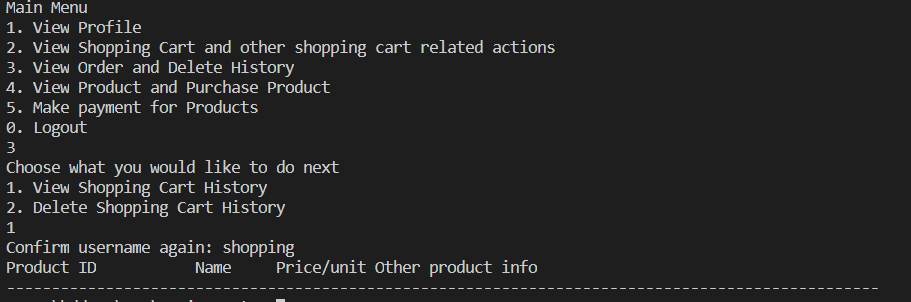 Main Menu
1. View Profile
2. View Shopping Cart and other shopping cart related actions
3. View Order and Delete History
4. View Product and Purchase Product
5. Make payment for Products
0. Logout
3
Choose what you would like to do next
1. View Shopping Cart History
2. Delete Shopping Cart History
1
Confirm username again: shopping
Product ID           Name     Price/unit Other product info
-------------------------------------------------------------------------------------------------